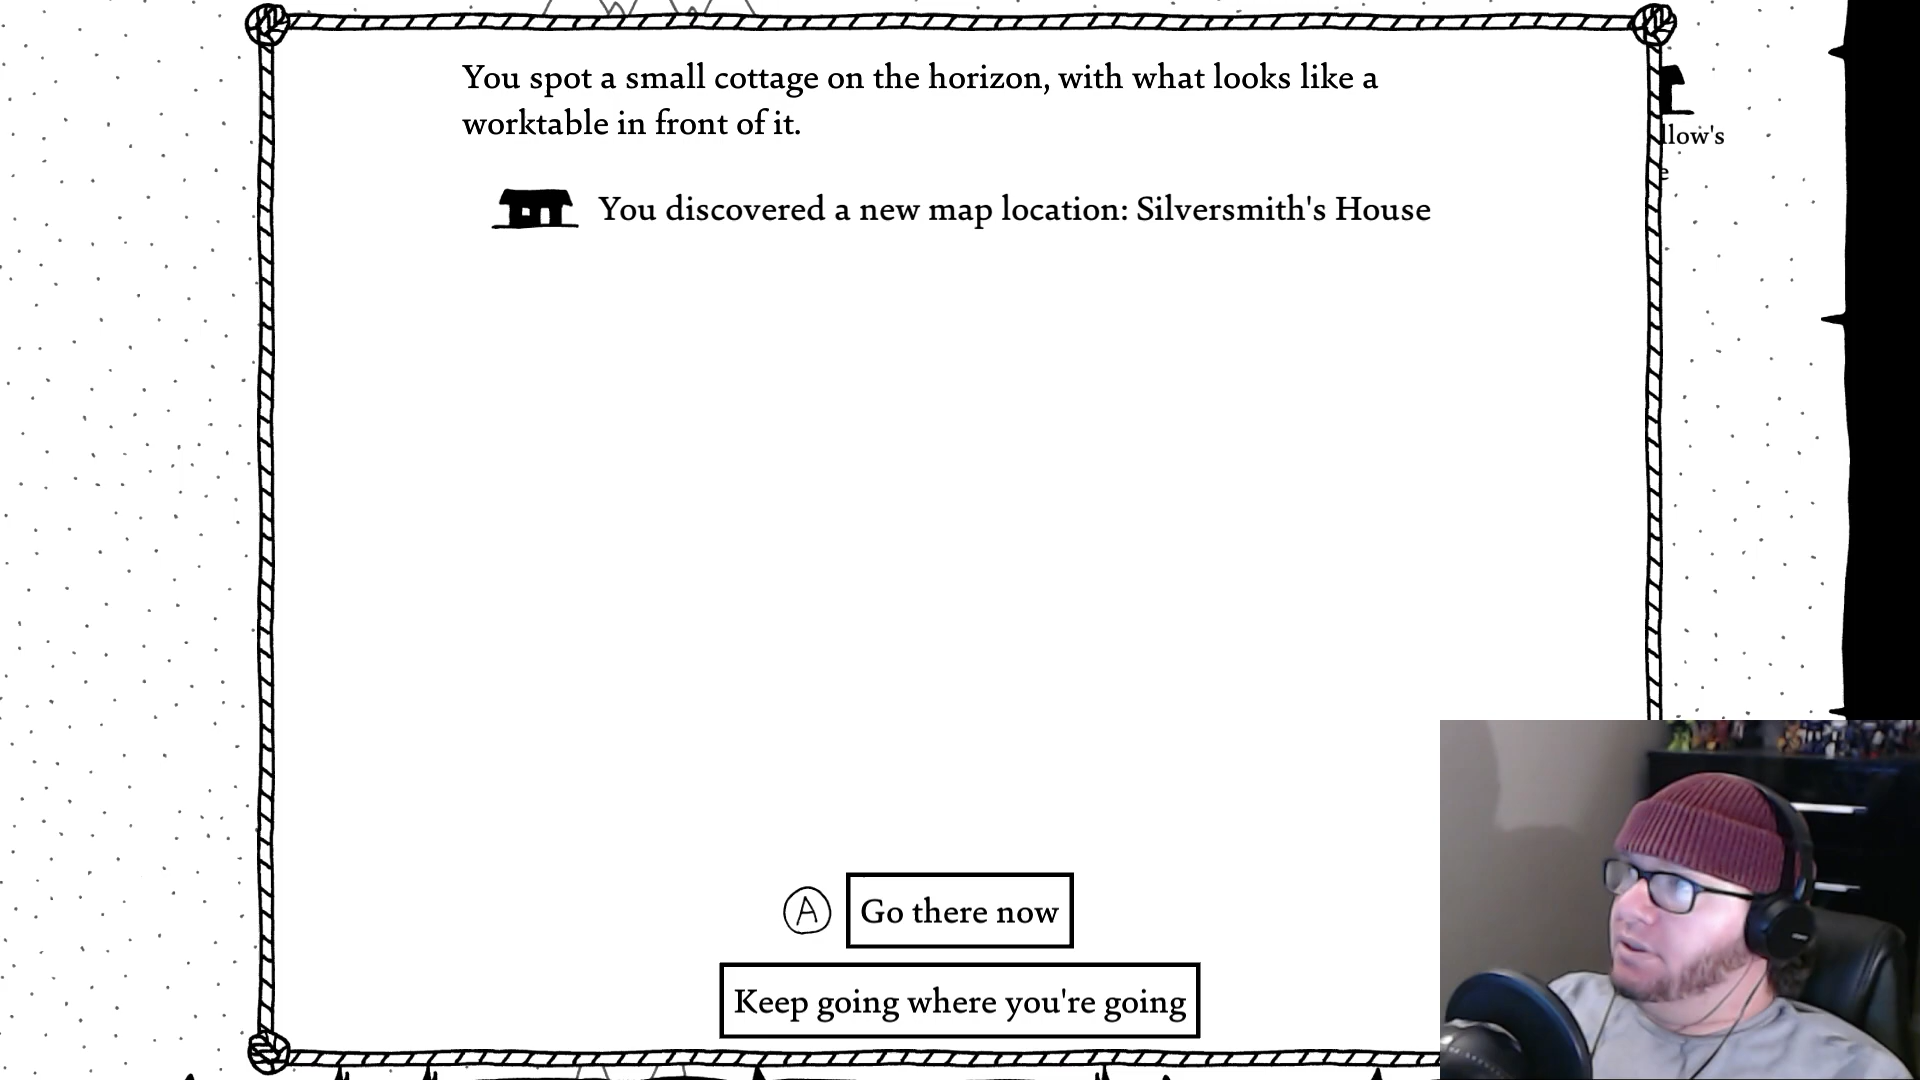 You spot a small cottage on the horizon, with what looks like a
worktable in front of it.
You discovered a new map location: Silversmith's House
llow's
e
A Go there now
Keep going where you're going